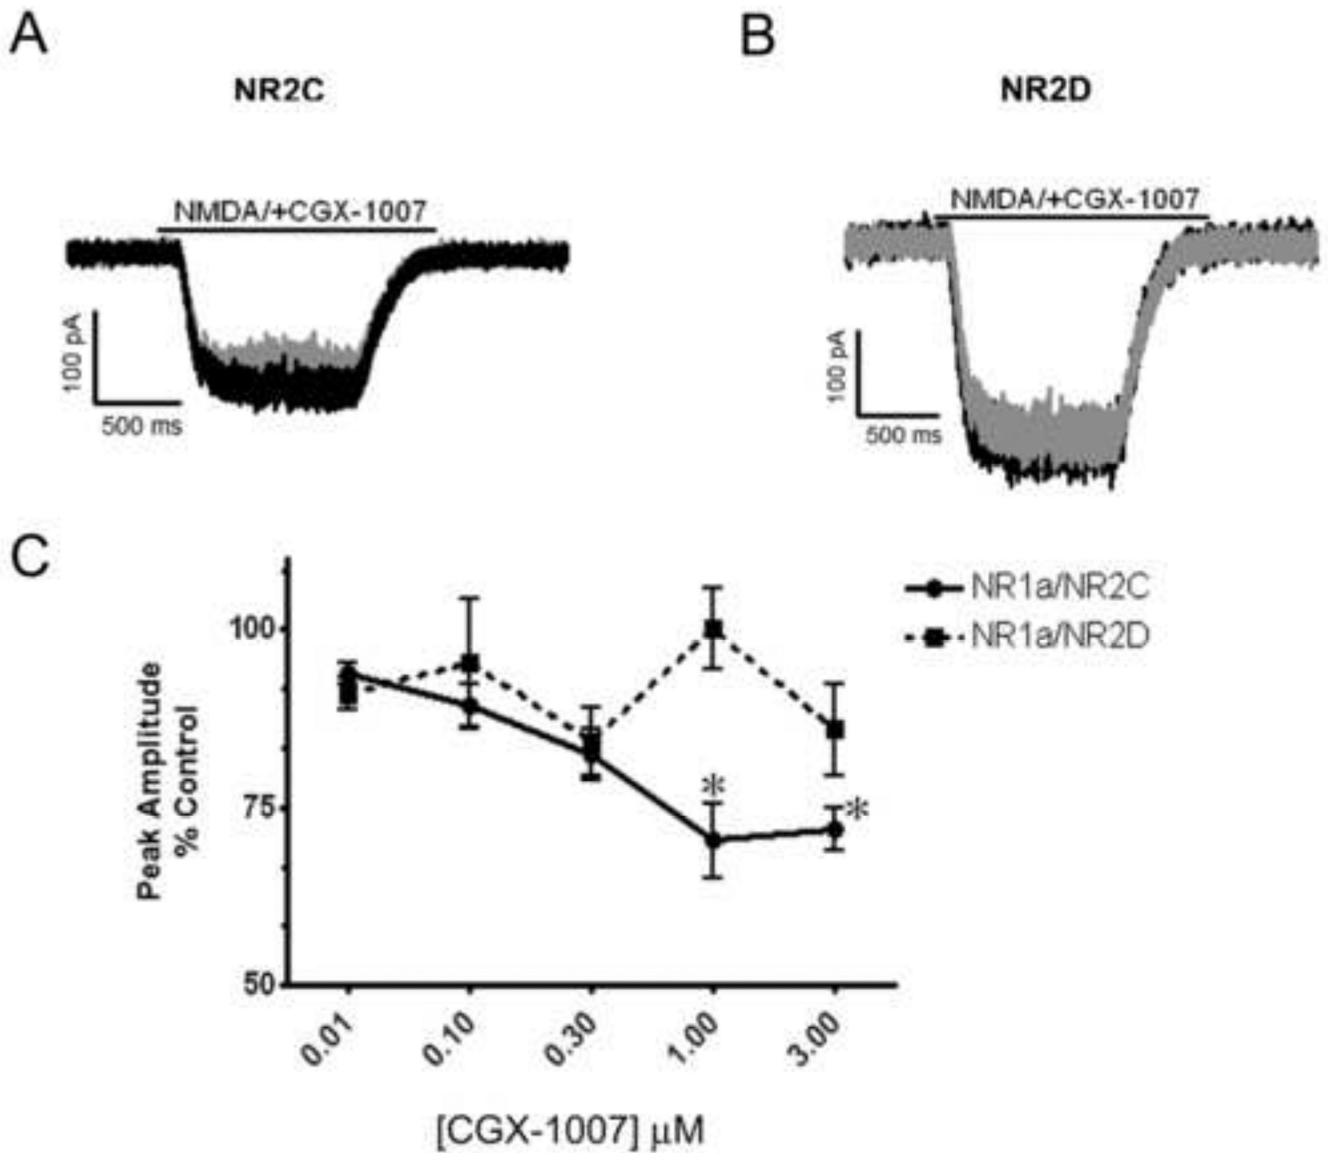 A
B
NR2C
NR2D
NMDA/+CGX-1007
NMDA/+CGX-1007
100 pA
500 ms
100 pA
500 ms
C
NR1a/NR2C
NR1a/NR2D
Peak Amplitude
% Control
100
75
50
*
*
0.01
0.10
0.30
1.00
3.00
[CGX-1007] μM